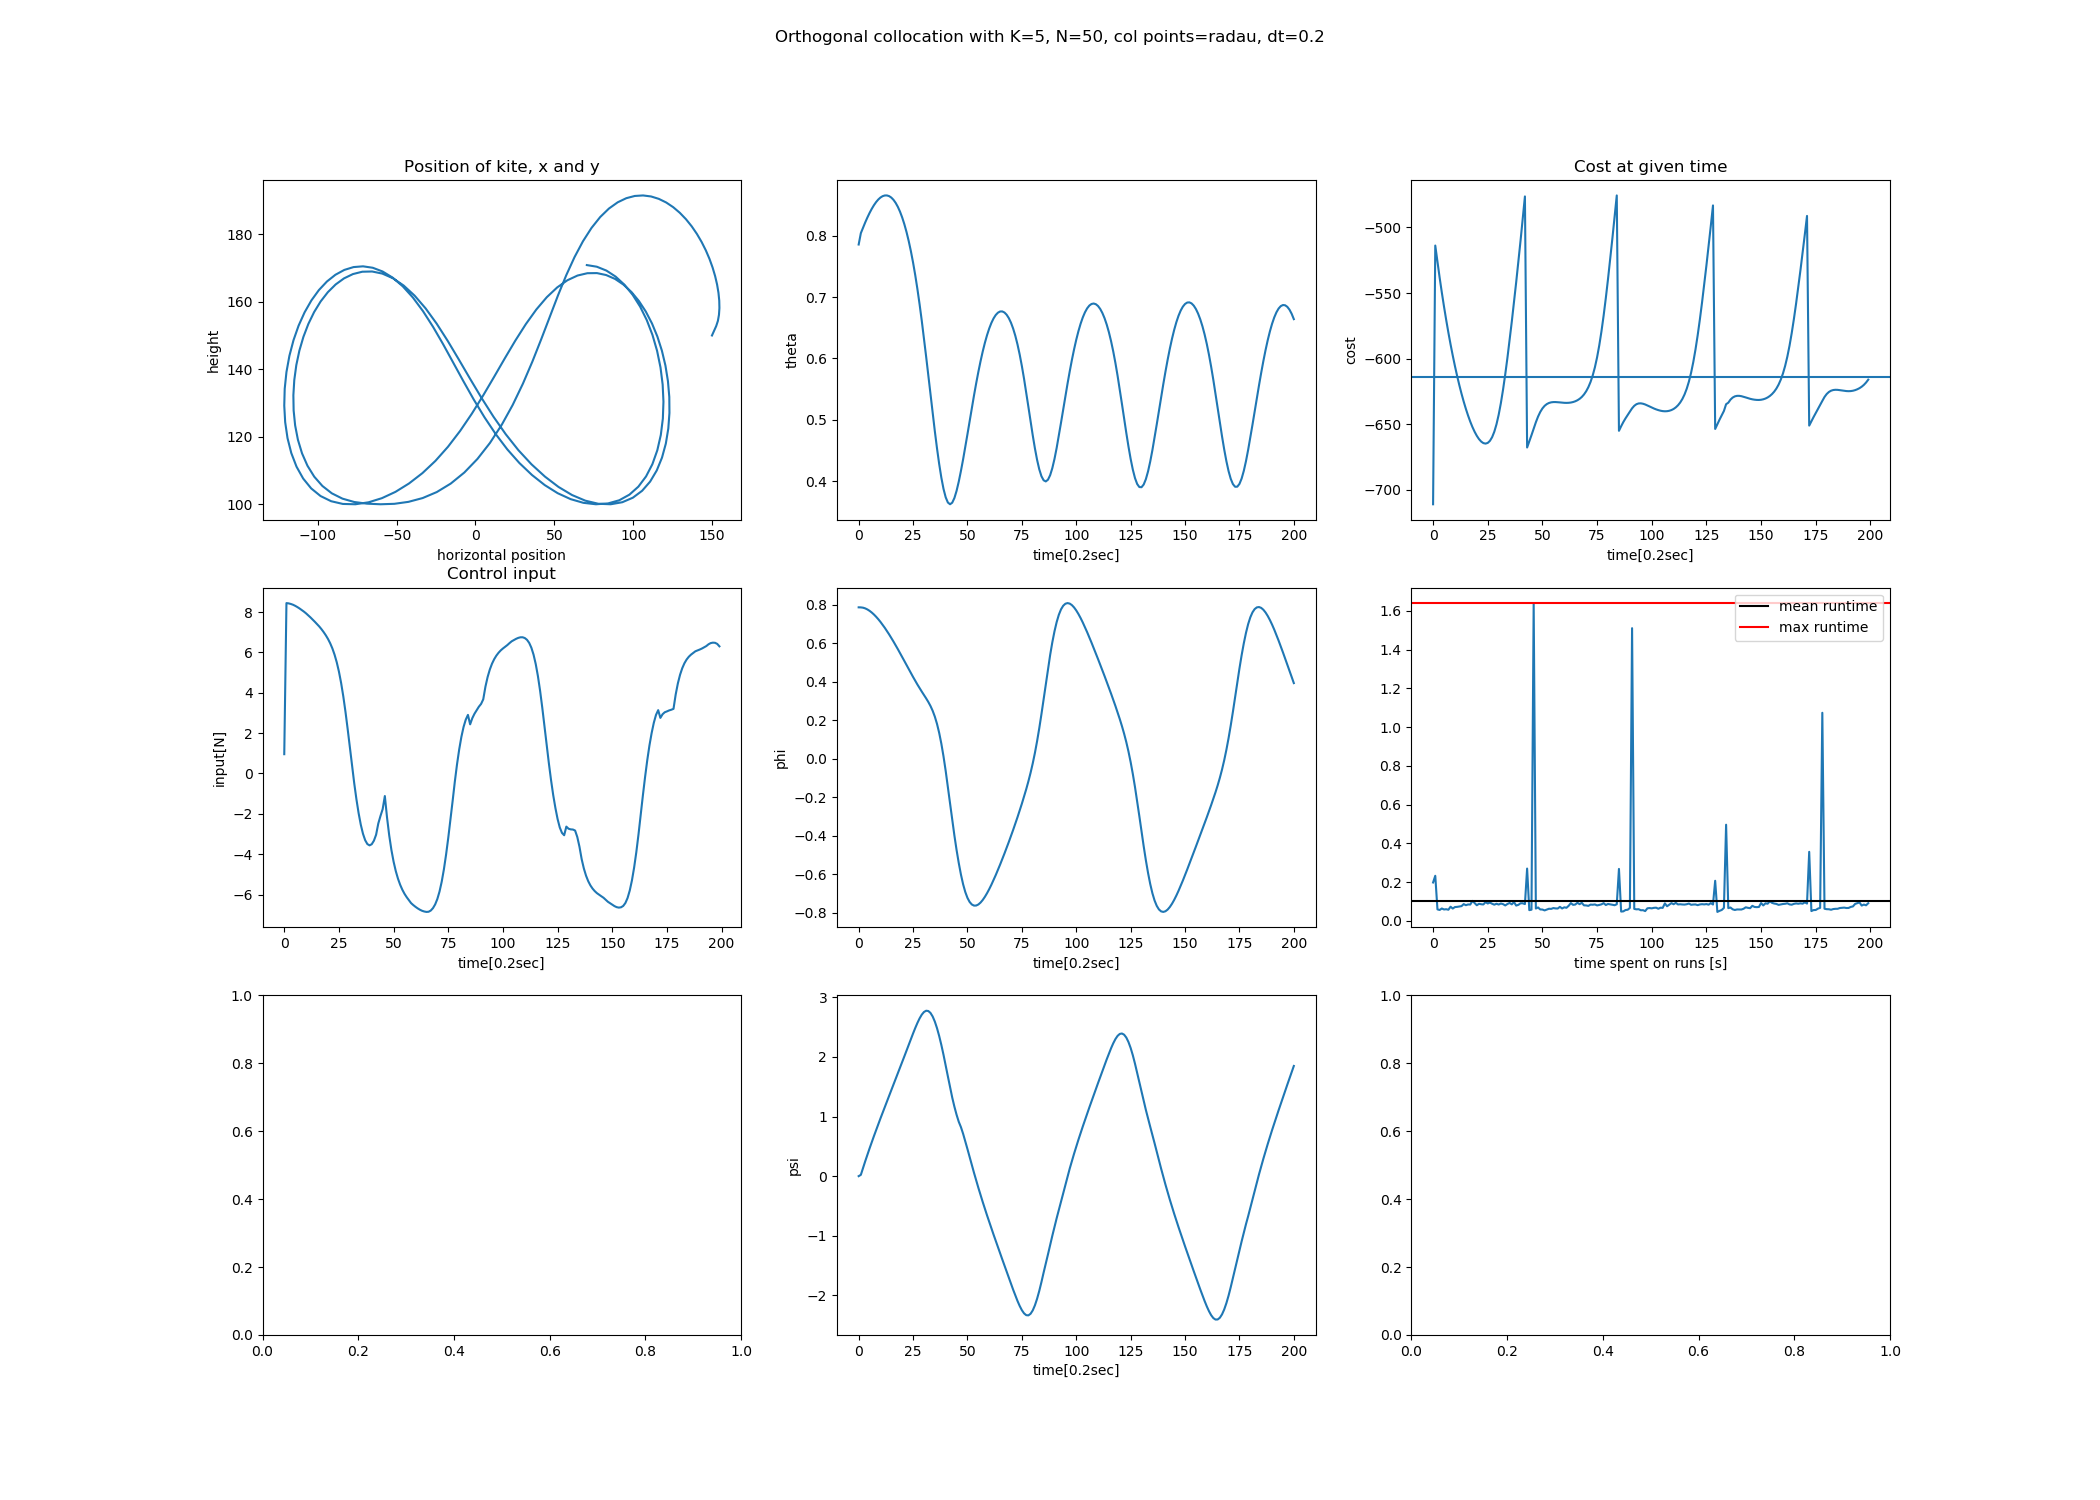 Orthogonal collocation with K=5, N=50, col points=radau, dt=0.2
Position of kite, x and y
height
180
160
140
120
100
−100 −50 0 50 100 150
horizontal position
theta
0.8
0.7
0.6
0.5
0.4
0 25 50 75 100 125 150 175 200
time[0.2sec]
Cost at given time
cost
−500
−550
−600
−650
−700
0 25 50 75 100 125 150 175 200
time[0.2sec]
Control input
input[N]
8
6
4
2
0
−2
−4
−6
0 25 50 75 100 125 150 175 200
time[0.2sec]
phi
0.8
0.6
0.4
0.2
0.0
−0.2
−0.4
−0.6
−0.8
0 25 50 75 100 125 150 175 200
time[0.2sec]
mean runtime
max runtime
1.6
1.4
1.2
1.0
0.8
0.6
0.4
0.2
0.0
0 25 50 75 100 125 150 175 200
time spent on runs [s]
1.0
0.8
0.6
0.4
0.2
0.0
0.0 0.2 0.4 0.6 0.8 1.0
psi
3
2
1
0
−1
−2
0 25 50 75 100 125 150 175 200
time[0.2sec]
1.0
0.8
0.6
0.4
0.2
0.0
0.0 0.2 0.4 0.6 0.8 1.0